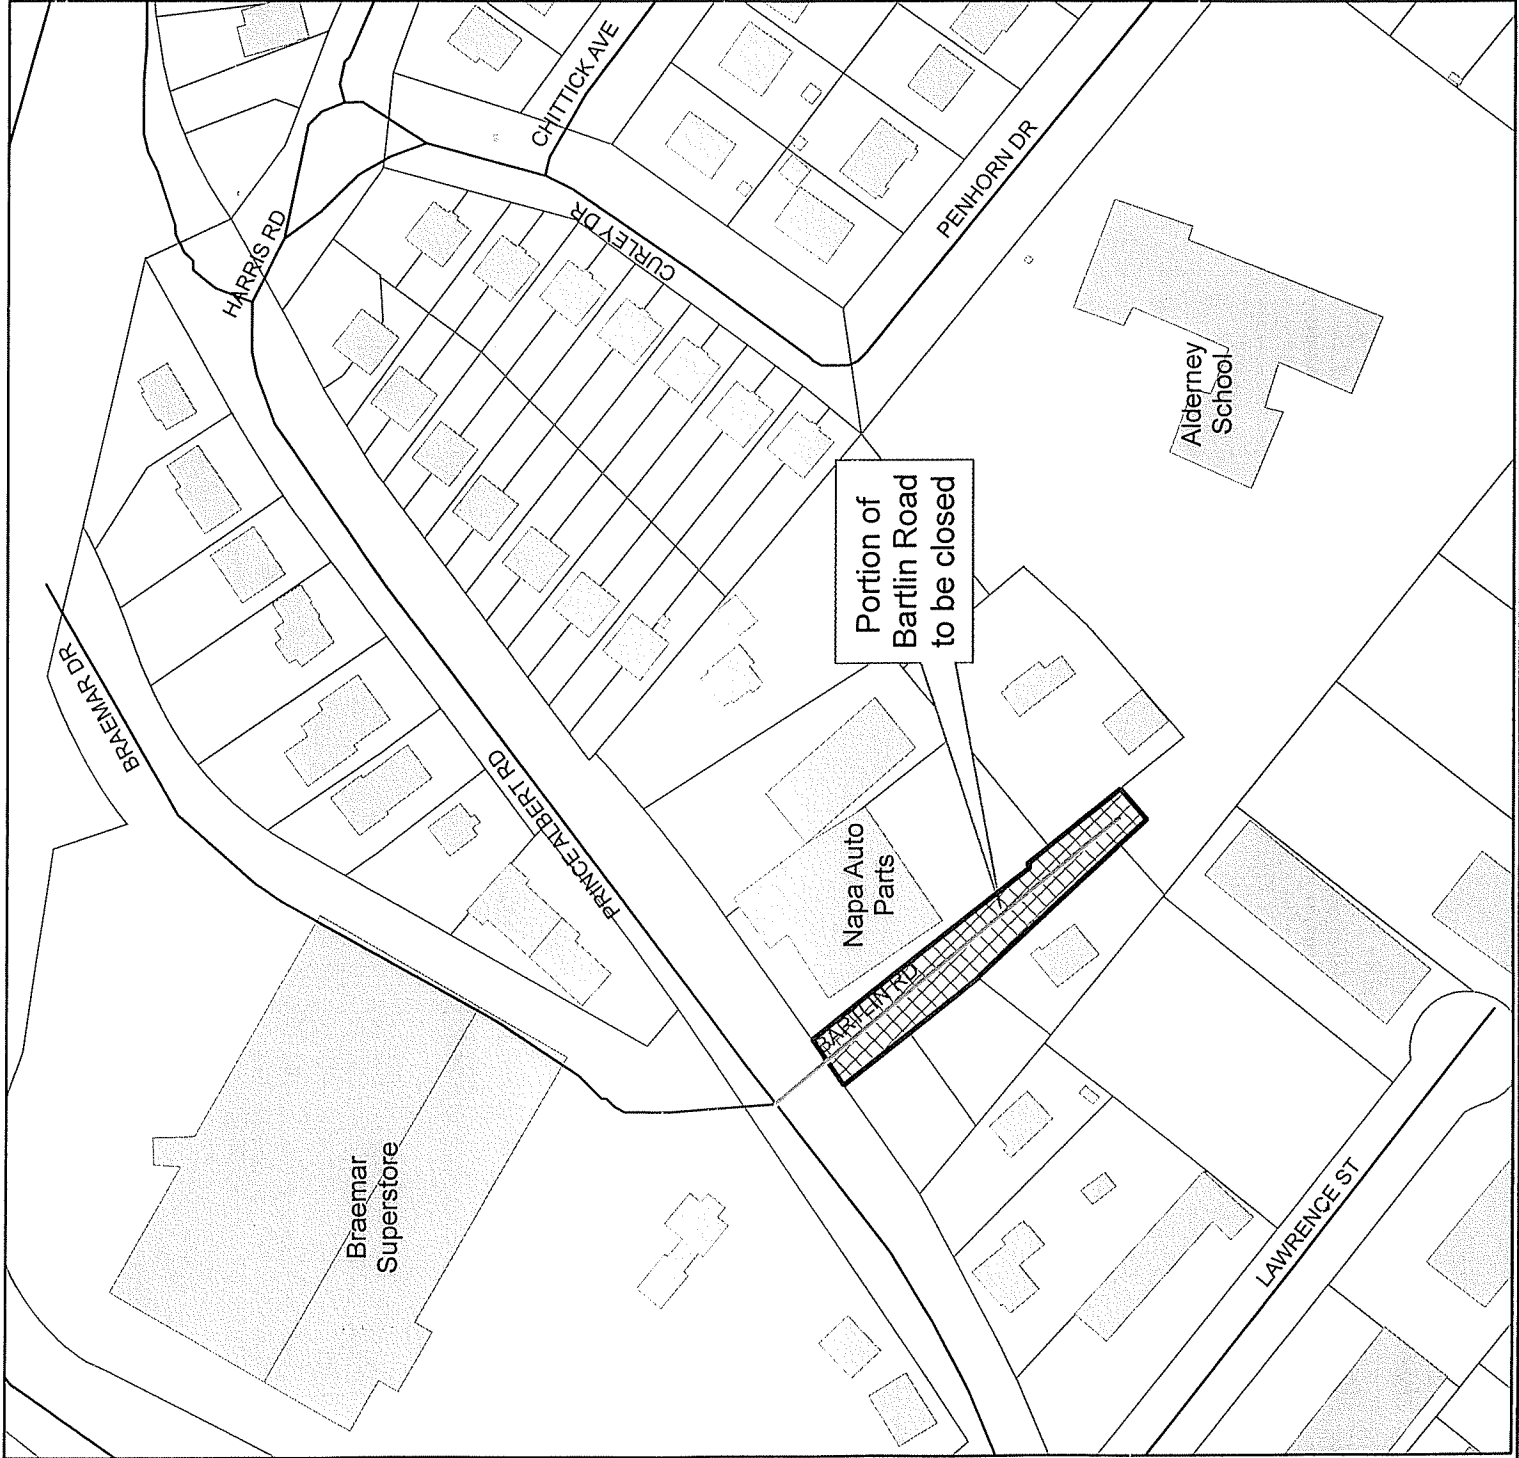 CHITTICK AVE
HARRIS RD
CURLEY DR
PENHORN DR
BRAEMAR DR
PRINCE ALBERT RD
Alderney
School
Portion of
Bartlin Road
to be closed
Napa Auto
Parts
BARTLIN RD
Braemar
Superstore
LAWRENCE ST